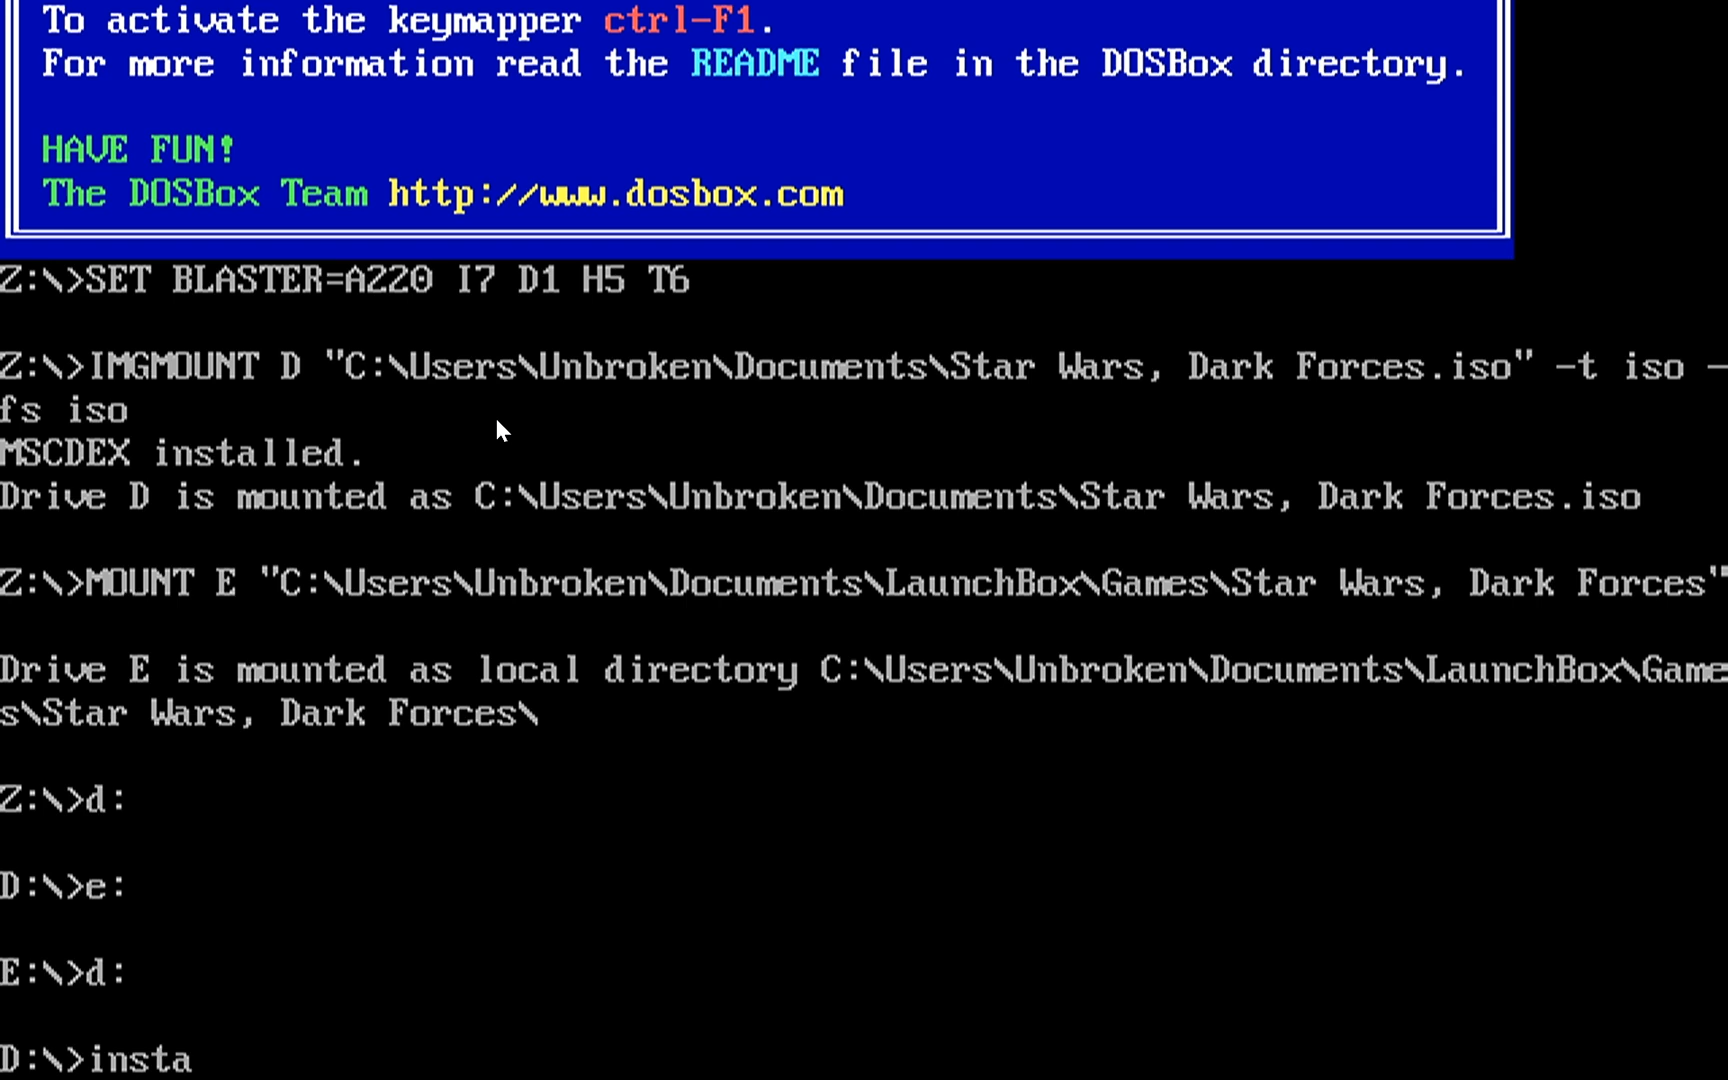 To activate the keymapper ctrl-F1.
For more information read the README file in the DOSBox directory.
HAVE FUN!
The DOSBox Team http://www.dosbox.com
Z:\>SET BLASTER=A220 I7 D1 H5 T6
Z:\>IMGMOUNT D "C:\Users\Unbroken\Documents\Star Wars, Dark Forces.iso" -t iso -
fs iso
MSCDEX installed.
Drive D is mounted as C:\Users\Unbroken\Documents\Star Wars, Dark Forces.iso
Z:\>MOUNT E "C:\Users\Unbroken\Documents\LaunchBox\Games\Star Wars, Dark Forces"
Drive E is mounted as local directory C:\Users\Unbroken\Documents\LaunchBox\Game
s\Star Wars, Dark Forces\
Z:\>d:
D:\>e:
E:\>d:
D:\>insta